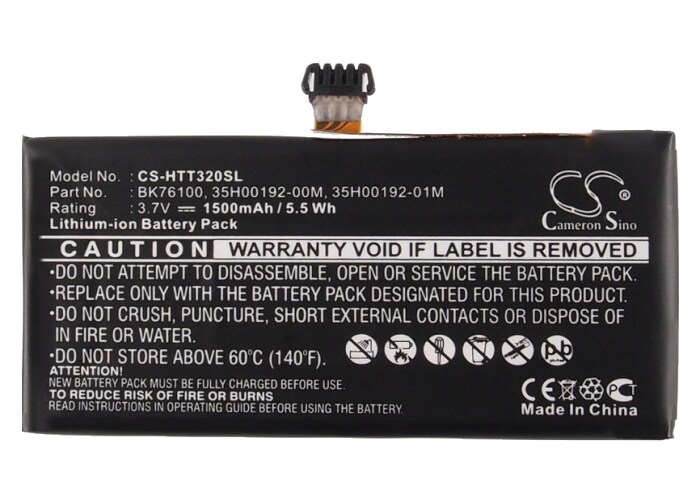 Model No. : CS-HTT320SL
Part No. : BK76100, 35H00192-00M, 35H00192-01M
Rating : 3.7V 1500mAh / 5.5 Wh
Lithium-ion Battery Pack
CS
Cameron Sino
CAUTION WARRANTY VOID IF LABEL IS REMOVED
•DO NOT ATTEMPT TO DISASSEMBLE, OPEN OR SERVICE THE BATTERY PACK.
•REPLACE ONLY WITH THE BATTERY PACK DESIGNATED FOR THIS PRODUCT.
•DO NOT CRUSH, PUNCTURE, SHORT EXTERNAL CONTACTS OR DISPOSE OF
IN FIRE OR WATER.
•DO NOT STORE ABOVE 60°C (140°F).
ATTENTION:
NEW BATTERY PACK MUST BE FULLY CHARGED BEFORE USE
•TO REDUCE RISK OF FIRE OR BURNS
READ OPERATING GUIDE BEFORE USING BATTERY PACK
Pb
CE PCT
Made In China